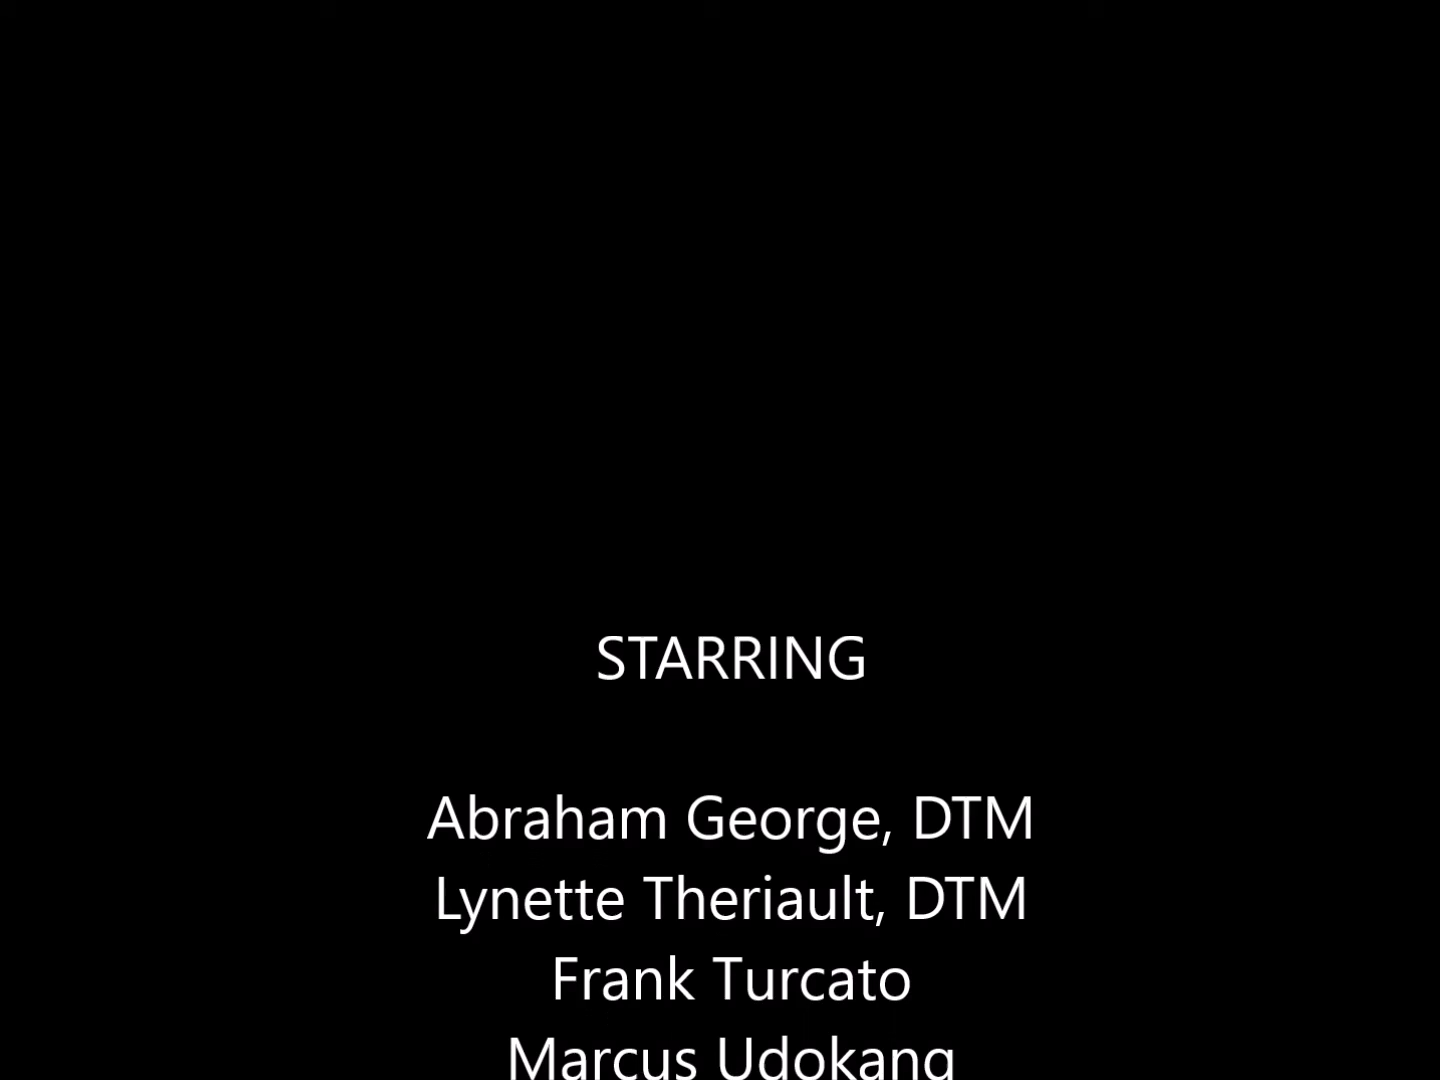 STARRING
Abraham George, DTM
Lynette Theriault, DTM
Frank Turcato
Marcus Udokang